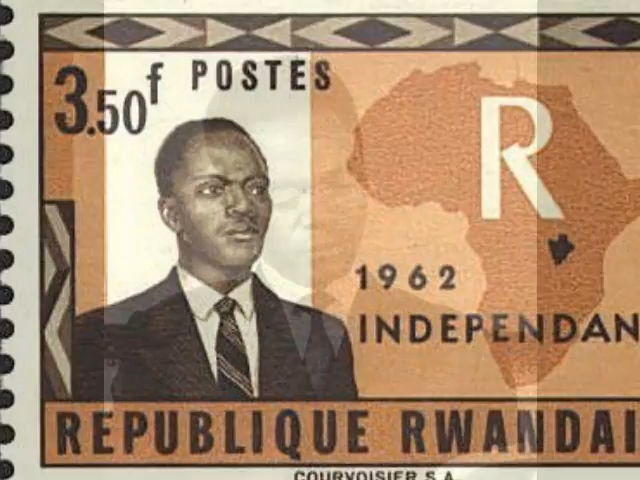 3.50f POSTES
R
1962
INDEPENDAN
REPUBLIQUE RWANDAI
COURVOISIER S.A.